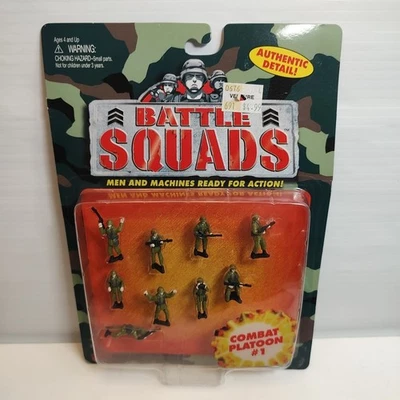 Ages 4 and Up
CHOKING HAZARD-Small parts.
Not for children under 3 years.
AUTHENTIC
DETAIL!
BATTLE
SQUADS
MEN AND MACHINES READY FOR ACTION!
COMBAT
PLATOON
#1